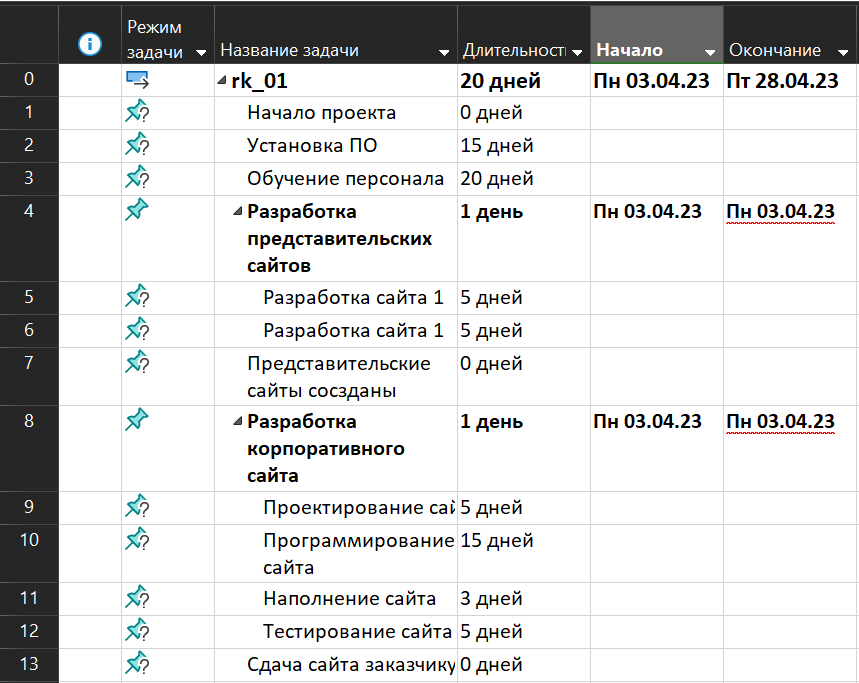 Режим задачи Название задачи Длительност Начало Окончание
0 rk_01 20 дней Пн 03.04.23 Пт 28.04.23
1 ? Начало проекта 0 дней
2 ? Установка ПО 15 дней
3 ? Обучение персонала 20 дней
4 Разработка 1 день Пн 03.04.23 Пн 03.04.23
представительских
сайтов
5 ? Разработка сайта 1 5 дней
6 ? Разработка сайта 1 5 дней
7 ? Представительские 0 дней
сайты сосзданы
8 Разработка 1 день Пн 03.04.23 Пн 03.04.23
корпоративного
сайта
9 ? Проектирование сай 5 дней
10 ? Программирование 15 дней
сайта
11 ? Наполнение сайта 3 дней
12 ? Тестирование сайта 5 дней
13 ? Сдача сайта заказчику 0 дней